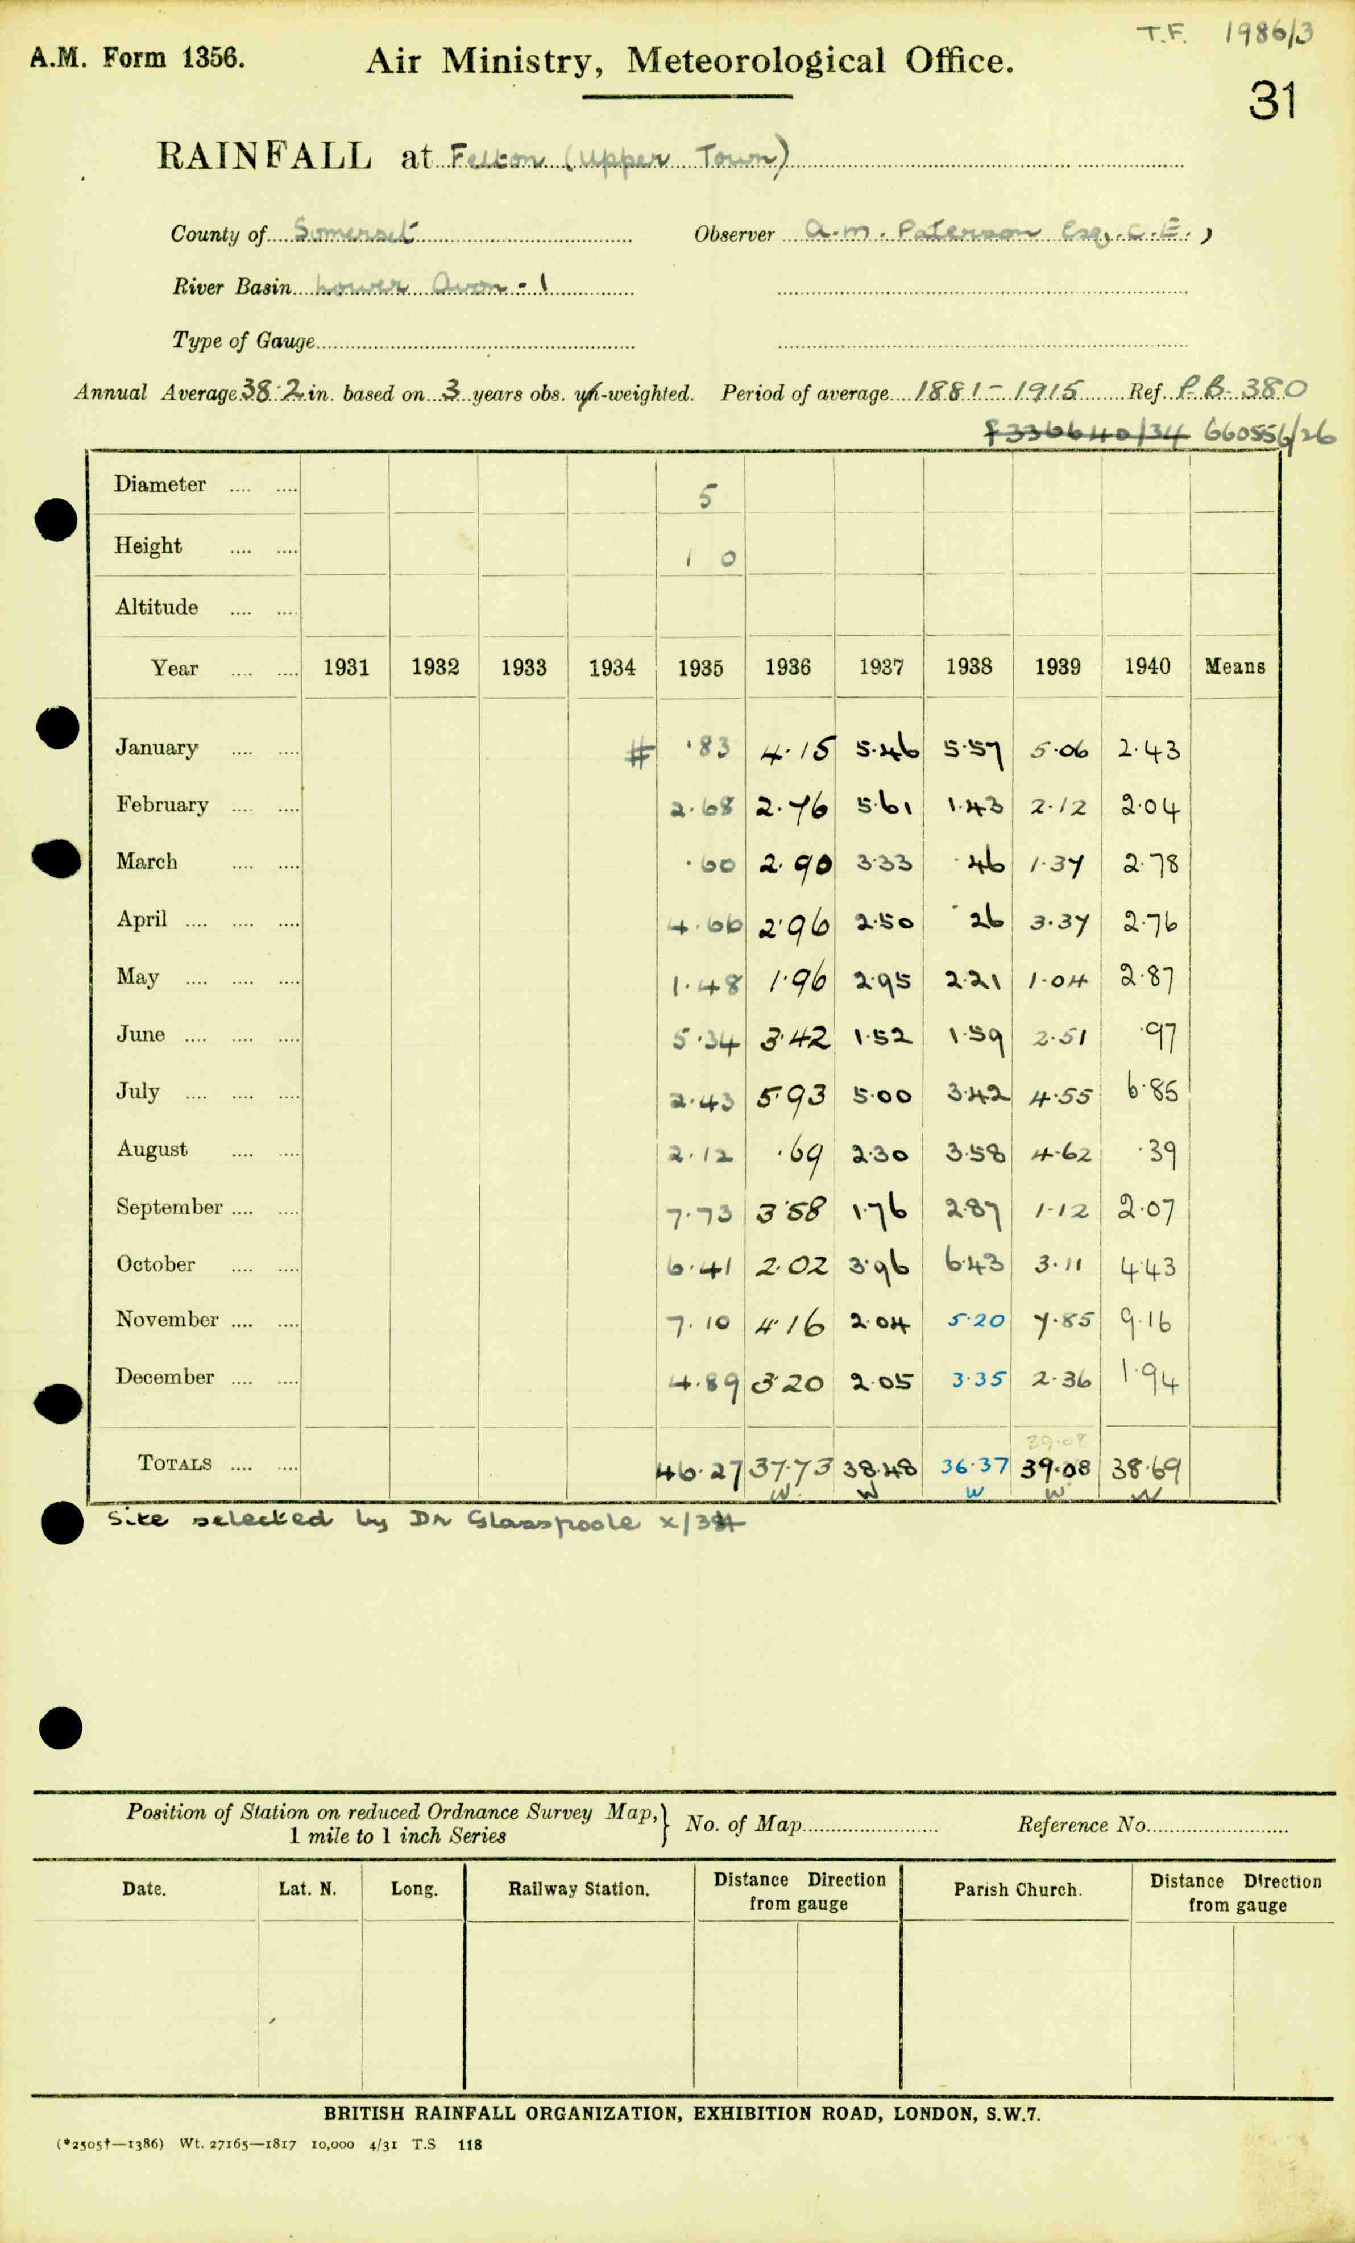 T.F. 1986/3
A.M. Form 1356. Air Ministry, Meteorological Office.
31
RAINFALL at Felton (Upper Town)
County of Somerset Observer A.M. Paterson Esq., C.E.,
River Basin Lower Avon - 1
Type of Gauge
Annual Average 38.2 in. based on 3 years obs. -weighted. Period of average 1881 - 1915 Ref. P.B. 380
f 336640/34 660556/26
Diameter .... .... 5
Height .... .... 1 0
Altitude .... ....
Year .... .... 1931 1932 1933 1934 1935 1936 1937 1938 1939 1940 Means
January .... .... # .83 4.15 5.46 5.57 5.06 2.43
February .... .... 2.68 2.76 5.61 1.43 2.12 2.04
March .... .... .60 2.90 3.33 .46 1.37 2.78
April .... .... .... 4.66 2.96 2.50 .26 3.37 2.76
May .... .... .... 1.48 1.96 2.95 2.21 1.04 2.87
June .... .... .... 5.34 3.42 1.52 1.59 2.51 .97
July .... .... .... 2.43 5.93 5.00 3.42 4.55 6.85
August .... .... 2.12 .69 2.30 3.58 4.62 .39
September .... .... 7.73 3.58 1.76 2.87 1.12 2.07
October .... .... 6.41 2.02 3.96 6.43 3.11 4.43
November .... .... 7.10 4.16 2.04 5.20 7.85 9.16
December .... .... 4.89 3.20 2.05 3.35 2.36 1.94
39.08
TOTALS .... .... 46.27 37.73 38.48 36.37 39.08 38.69
W W W W W
Site selected by Dr Glasspoole x/34
Position of Station on reduced Ordnance Survey Map, } No. of Map Reference No.
1 mile to 1 inch Series
Date. Lat. N. Long. Railway Station. Distance Direction from gauge Parish Church. Distance Direction from gauge
BRITISH RAINFALL ORGANIZATION, EXHIBITION ROAD, LONDON, S.W.7.
(*2505†—1386) Wt. 27165—1817 10,000 4/31 T.S 118